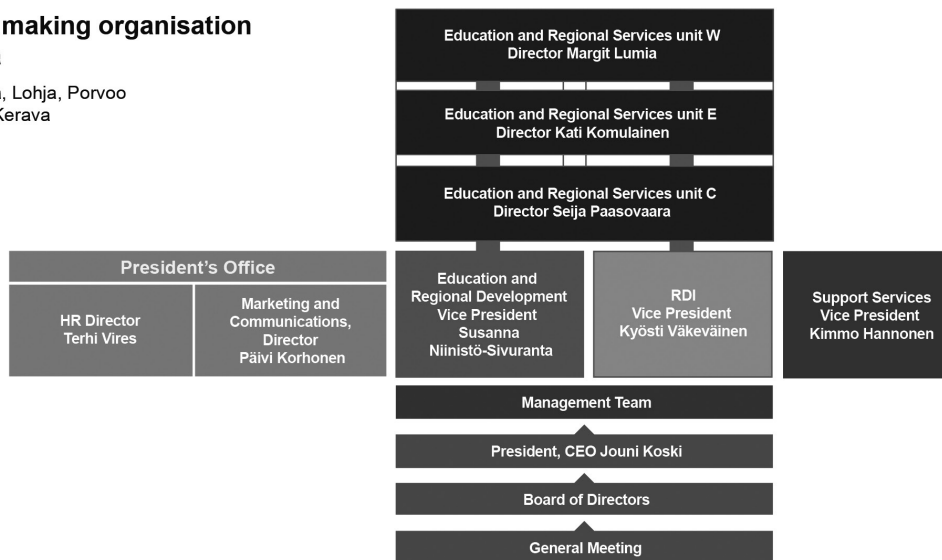 making organisation
Lohja, Porvoo
Kerava
Education and Regional Services unit W
Director Margit Lumia
Education and Regional Services unit E
Director Kati Komulainen
Education and Regional Services unit C
Director Seija Paasovaara
President’s Office
HR Director
Terhi Vires
Marketing and
Communications,
Director
Päivi Korhonen
Education and
Regional Development
Vice President
Susanna
Niinistö-Sivuranta
RDI
Vice President
Kyösti Väkeväinen
Support Services
Vice President
Kimmo Hannonen
Management Team
President, CEO Jouni Koski
Board of Directors
General Meeting